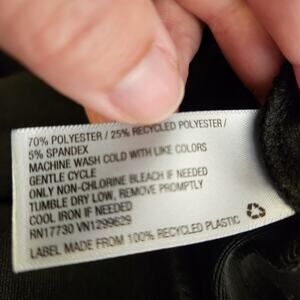 70% POLYESTER / 25% RECYCLED POLYESTER /
5% SPANDEX
MACHINE WASH COLD WITH LIKE COLORS
GENTLE CYCLE
ONLY NON-CHLORINE BLEACH IF NEEDED
TUMBLE DRY LOW, REMOVE PROMPTLY
COOL IRON IF NEEDED
RN17730 VN1299629
LABEL MADE FROM 100% RECYCLED PLASTIC